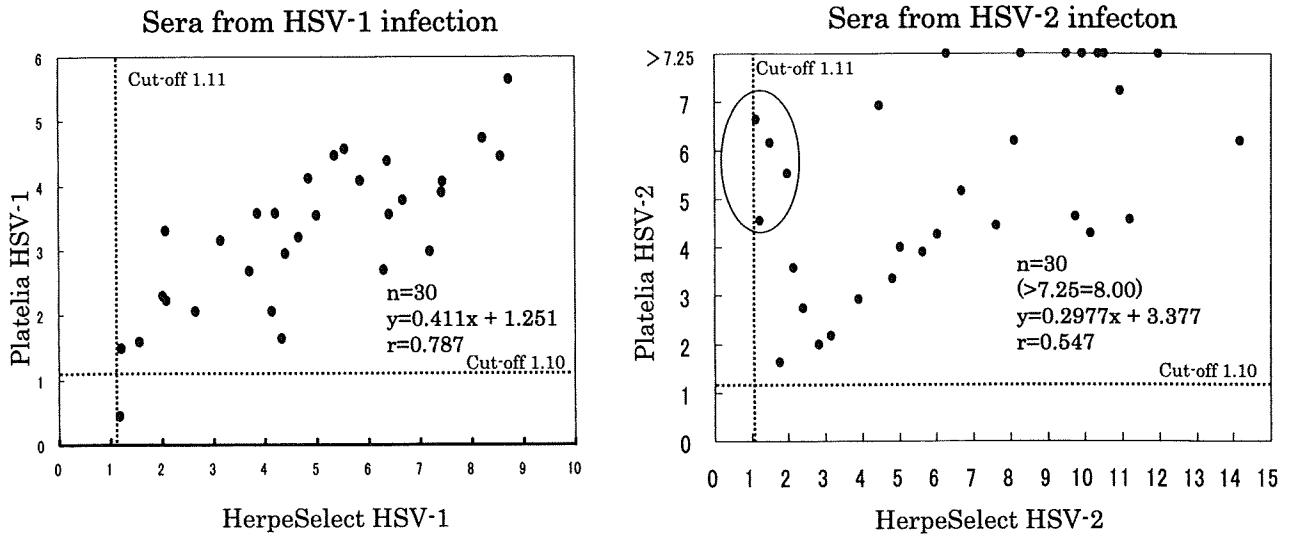 Sera from HSV-1 infection
6
5
4
3
2
1
0
Platelia HSV-1
Cut-off 1.11
n=30
y=0.411x + 1.251
r=0.787
Cut-off 1.10
0 1 2 3 4 5 6 7 8 9 10
HerpeSelect HSV-1
Sera from HSV-2 infecton
>7.25
7
6
5
4
3
2
1
0
Platelia HSV-2
Cut-off 1.11
n=30
(>7.25=8.00)
y=0.2977x + 3.377
r=0.547
Cut-off 1.10
0 1 2 3 4 5 6 7 8 9 10 11 12 13 14 15
HerpeSelect HSV-2